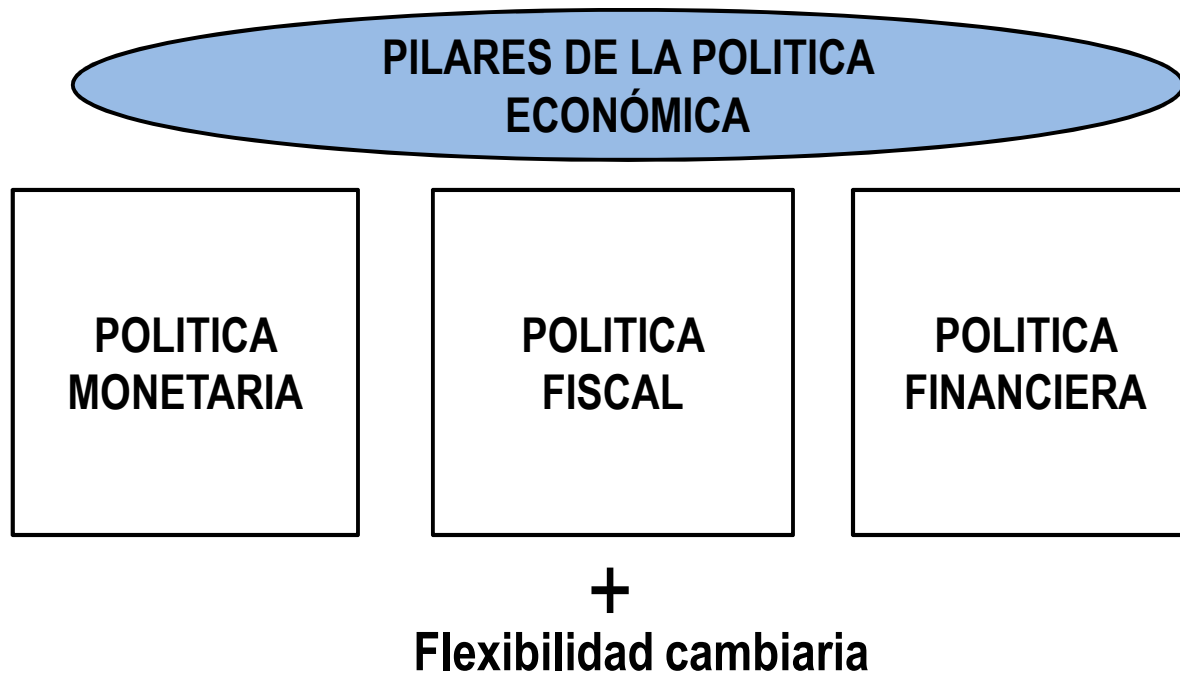 PILARES DE LA POLITICA
ECONÓMICA
POLITICA
MONETARIA
POLITICA
FISCAL
POLITICA
FINANCIERA
+
Flexibilidad cambiaria